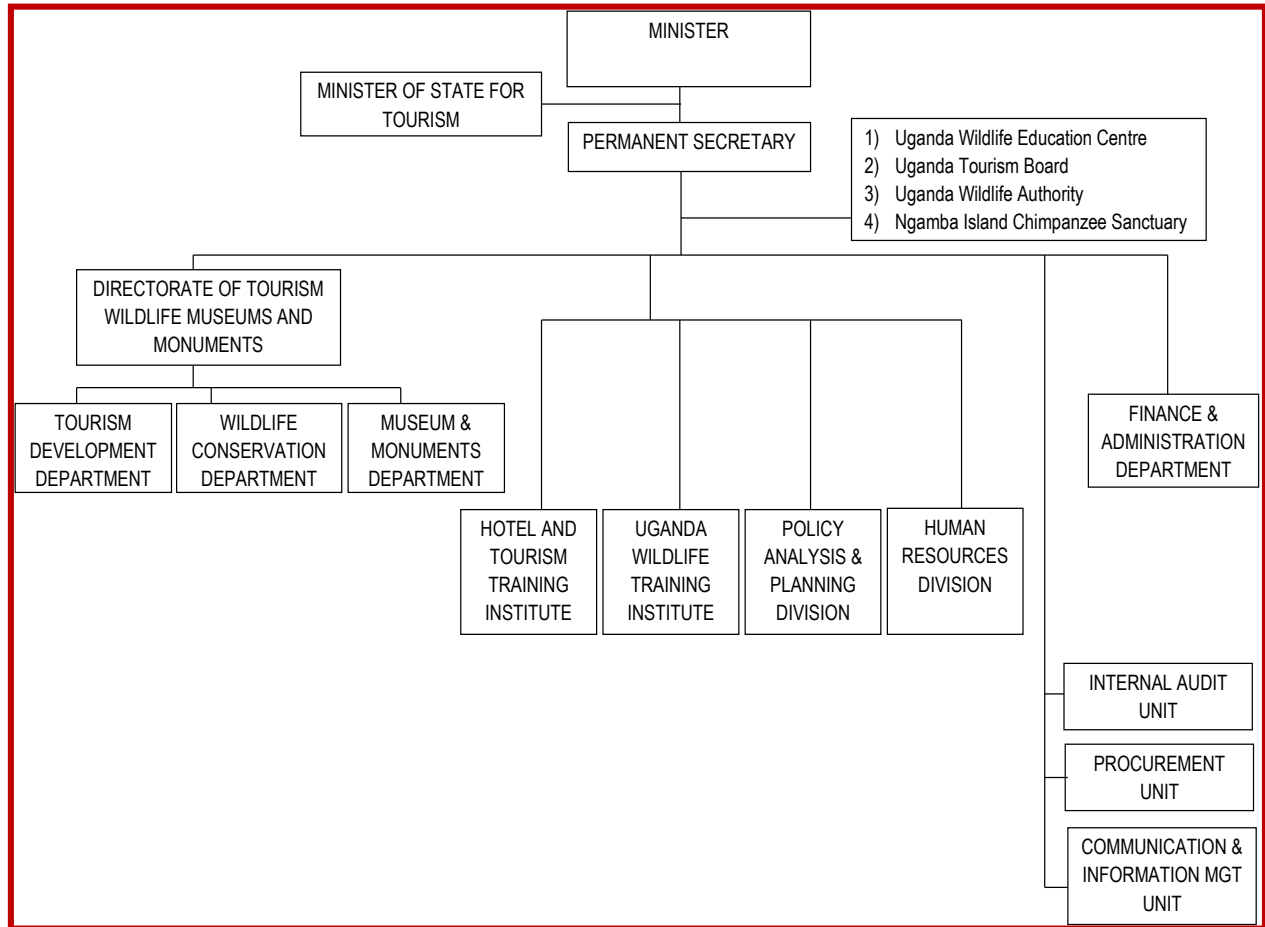 MINISTER
MINISTER OF STATE FOR
TOURISM
PERMANENT SECRETARY
1) Uganda Wildlife Education Centre
2) Uganda Tourism Board
3) Uganda Wildlife Authority
4) Ngamba Island Chimpanzee Sanctuary
DIRECTORATE OF TOURISM
WILDLIFE MUSEUMS AND
MONUMENTS
TOURISM
DEVELOPMENT
DEPARTMENT
WILDLIFE
CONSERVATION
DEPARTMENT
MUSEUM &
MONUMENTS
DEPARTMENT
FINANCE &
ADMINISTRATION
DEPARTMENT
HOTEL AND
TOURISM
TRAINING
INSTITUTE
UGANDA
WILDLIFE
TRAINING
INSTITUTE
POLICY
ANALYSIS &
PLANNING
DIVISION
HUMAN
RESOURCES
DIVISION
INTERNAL AUDIT
UNIT
PROCUREMENT
UNIT
COMMUNICATION &
INFORMATION MGT
UNIT